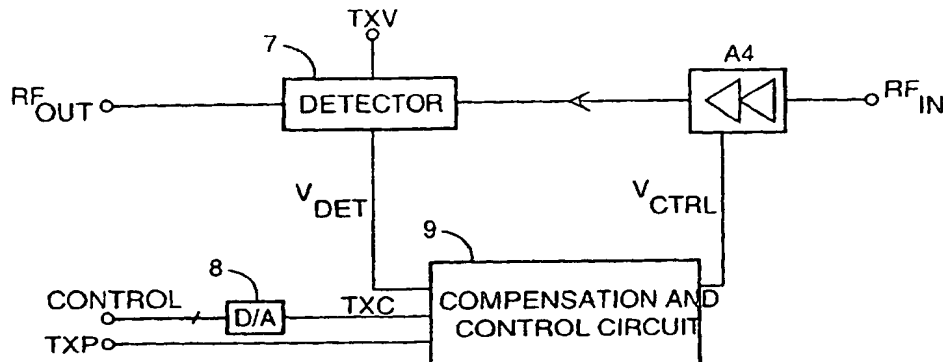 TXV
7
A4
RF OUT
DETECTOR
RF IN
V DET
V CTRL
9
8
CONTROL
D/A
TXC
COMPENSATION AND
CONTROL CIRCUIT
TXP